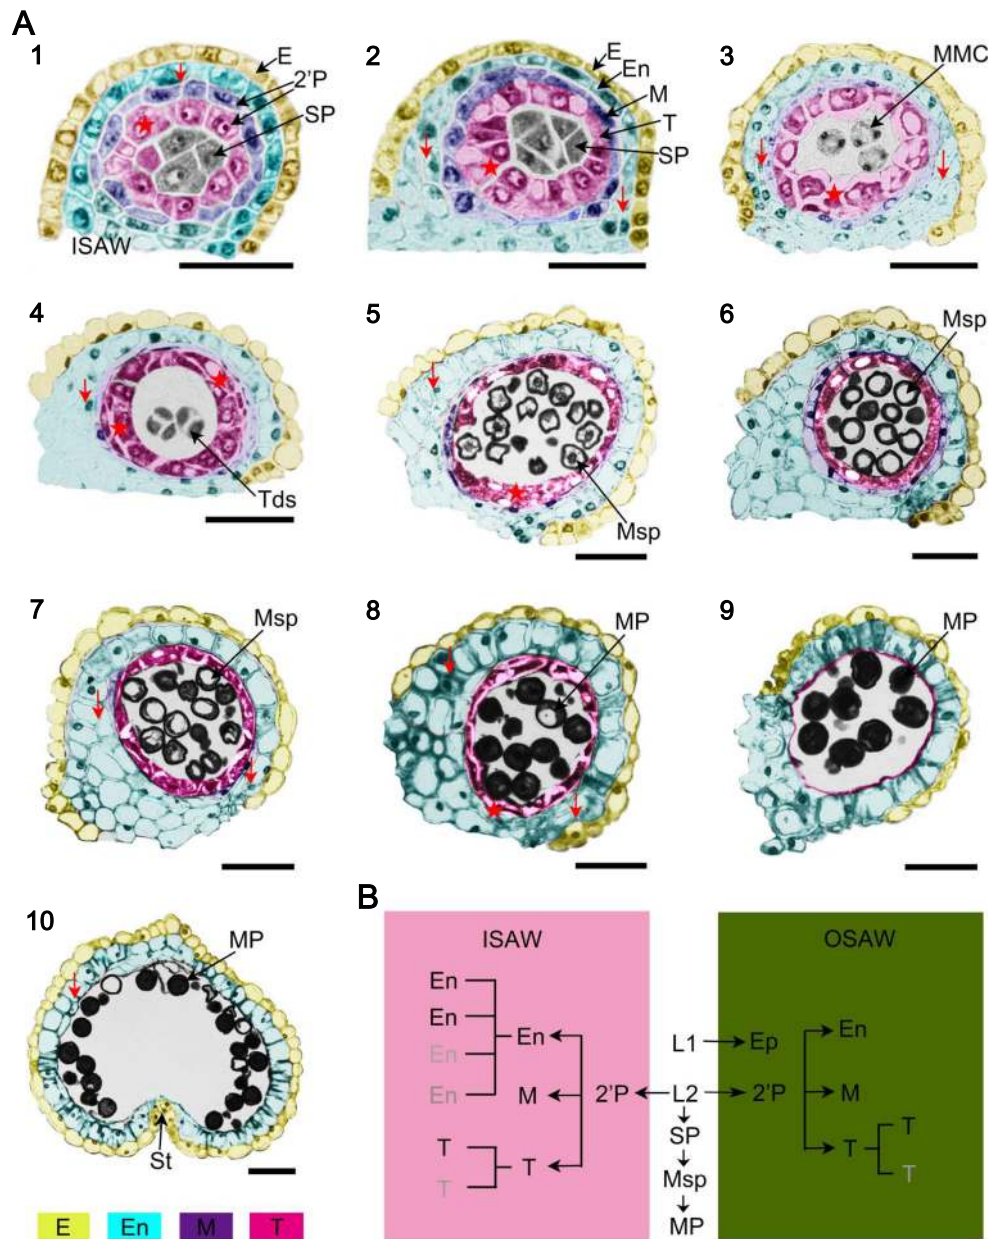 A
1
E
2'P
SP
ISAW
2
E
En
M
T
SP
3
MMC
4
Tds
5
Msp
6
Msp
7
Msp
8
MP
9
MP
10
MP
St
E En M T
B
ISAW OSAW
En
En
En
En
En
M
T
T
T
2'P
L1
L2
SP
Msp
MP
Ep
2'P
En
M
T
T
T